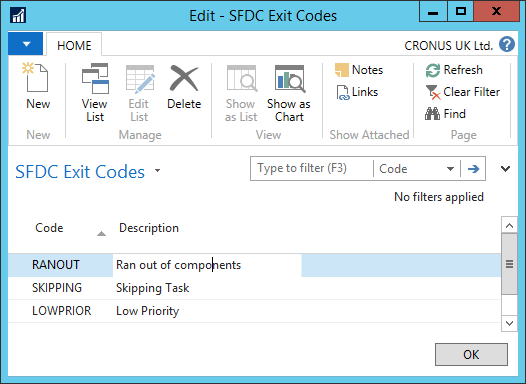 Edit - SFDC Exit Codes
HOME
CRONUS UK Ltd.
New
View List
Edit List
Delete
Show as List
Show as Chart
Notes
Links
Refresh
Clear Filter
Find
New
Manage
View
Show Attached
Page
SFDC Exit Codes
Type to filter (F3)
Code
No filters applied
Code
Description
RANOUT
Ran out of components
SKIPPING
Skipping Task
LOWPRIOR
Low Priority
OK